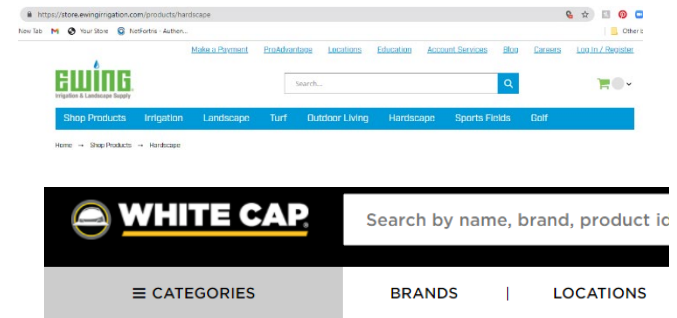 https://store.ewingirrigation.com/products/hardscape
New Tab Your Store NetFortris - Authen... Other
Make a Payment ProAdvantage Locations Education Account Services Blog Careers Log In / Register
EWING
Irrigation & Landscape Supply
Search...
Shop Products Irrigation Landscape Turf Outdoor Living Hardscape Sports Fields Golf
Home → Shop Products → Hardscape
WHITE CAP
Search by name, brand, product id
CATEGORIES BRANDS | LOCATIONS